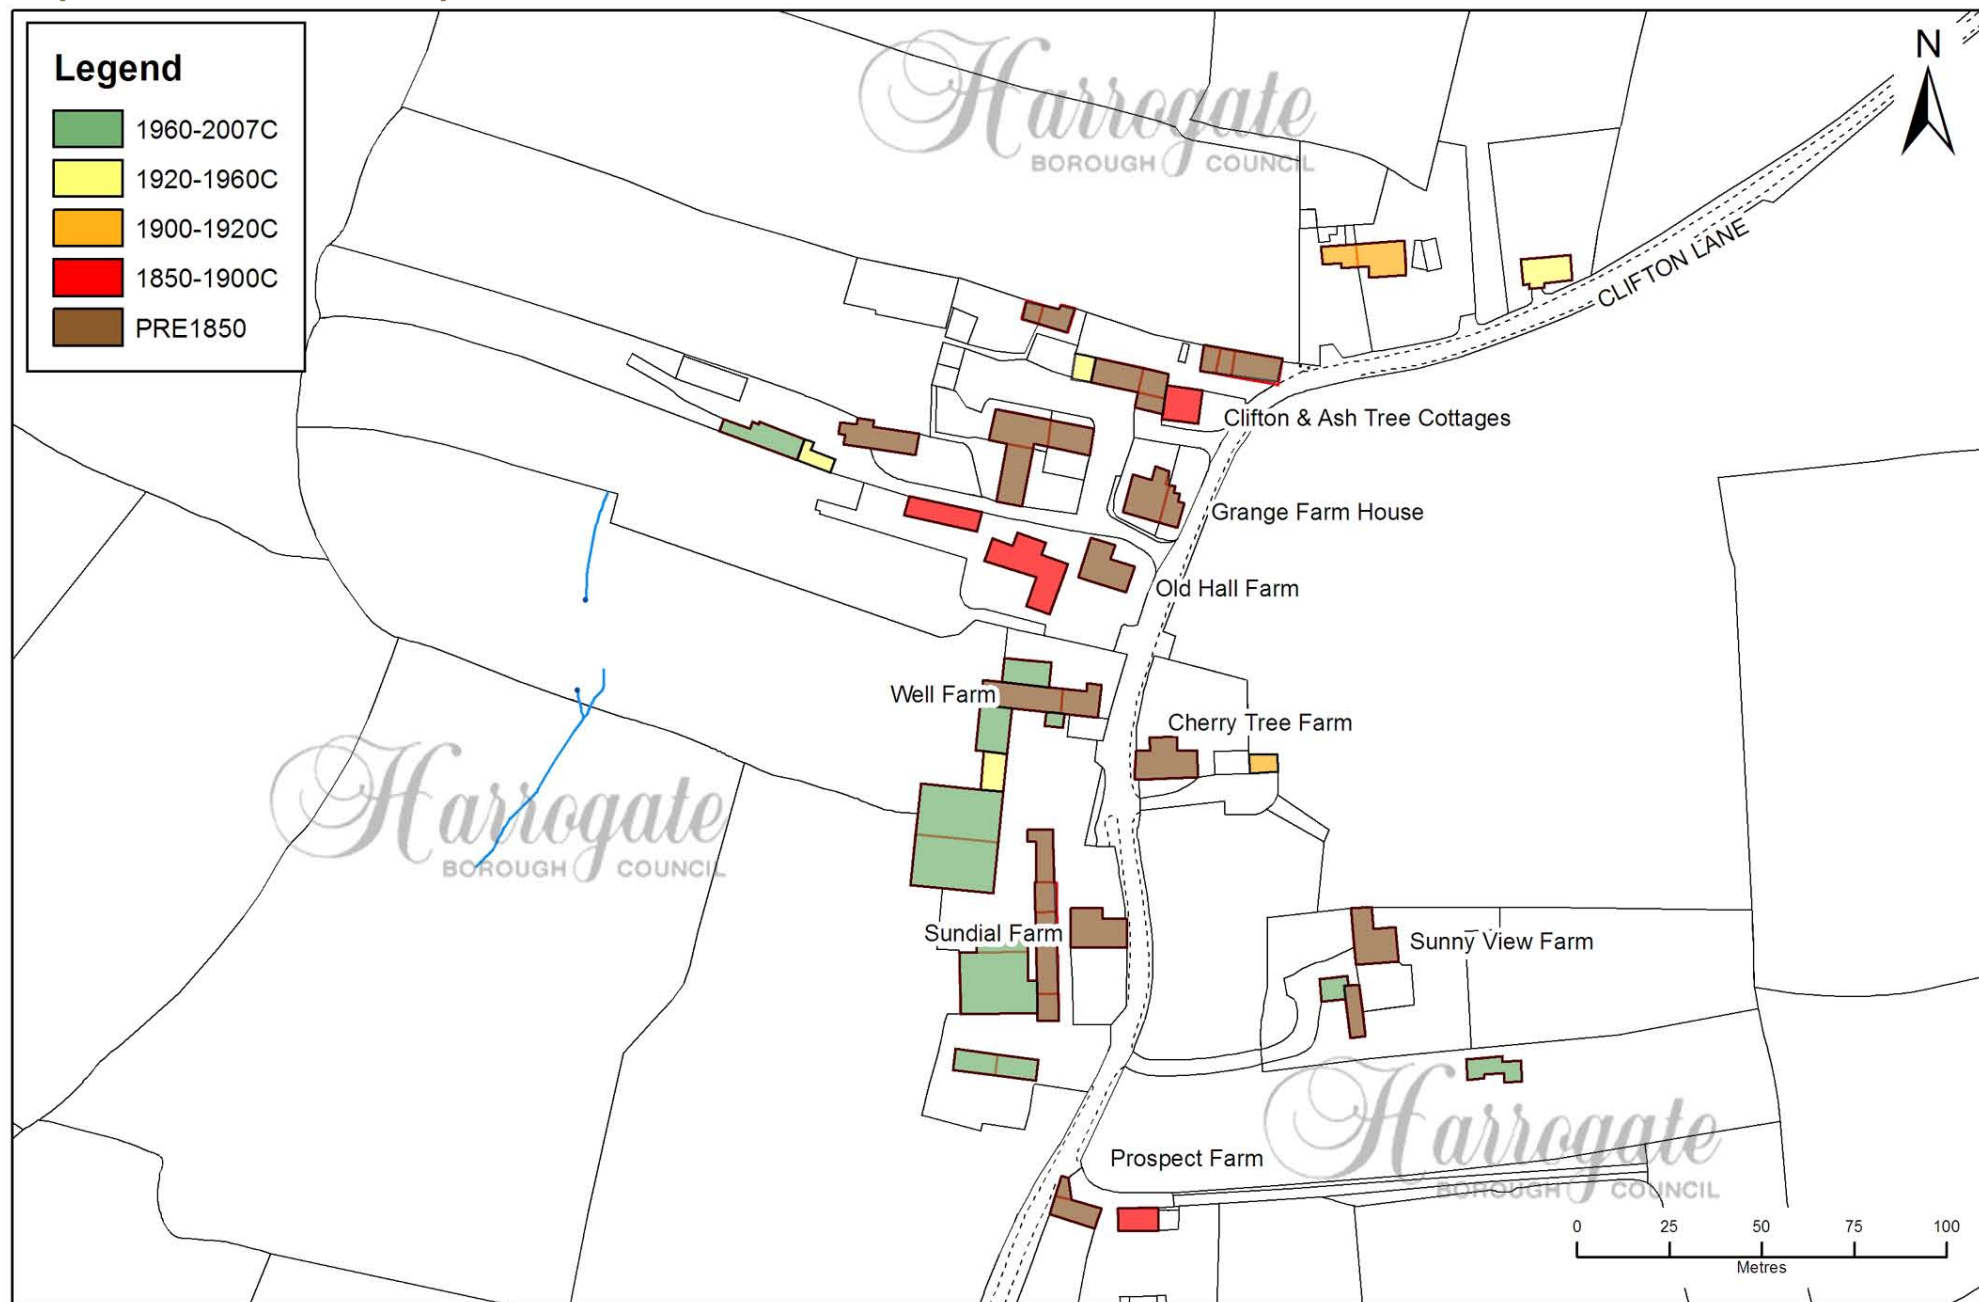 Legend
1960-2007C
1920-1960C
1900-1920C
1850-1900C
PRE1850
Harrogate
BOROUGH COUNCIL
N
CLIFTON LANE
Clifton & Ash Tree Cottages
Grange Farm House
Old Hall Farm
Well Farm
Cherry Tree Farm
Harrogate
BOROUGH COUNCIL
Sundial Farm
Sunny View Farm
Prospect Farm
Harrogate
BOROUGH COUNCIL
0 25 50 75 100
Metres